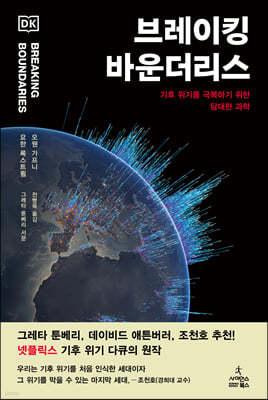 DK
브레이킹
바운더리스
BREAKING
BOUNDARIES
기후 위기를 극복하기 위한
담대한 과학
오웬 가프니
요한 록스트룀
전병옥 옮김
그레타 툰베리 서문
그레타 툰베리, 데이비드 애튼버러, 조천호 추천!
넷플릭스 기후 위기 다큐의 원작
우리는 기후 위기를 처음 인식한 세대이자
그 위기를 막을 수 있는 마지막 세대. ―조천호(경희대 교수)
사이언스
북스